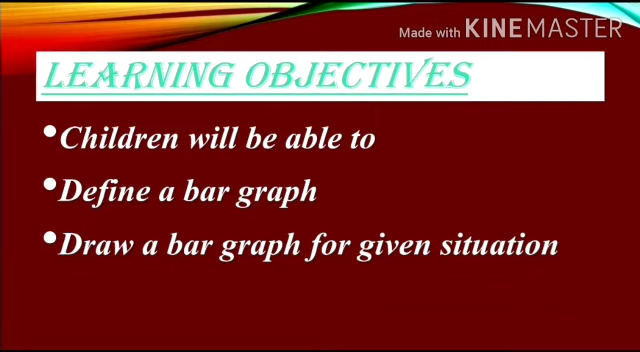 Made with KINEMASTER
LEARNING OBJECTIVES
•Children will be able to
•Define a bar graph
•Draw a bar graph for given situation